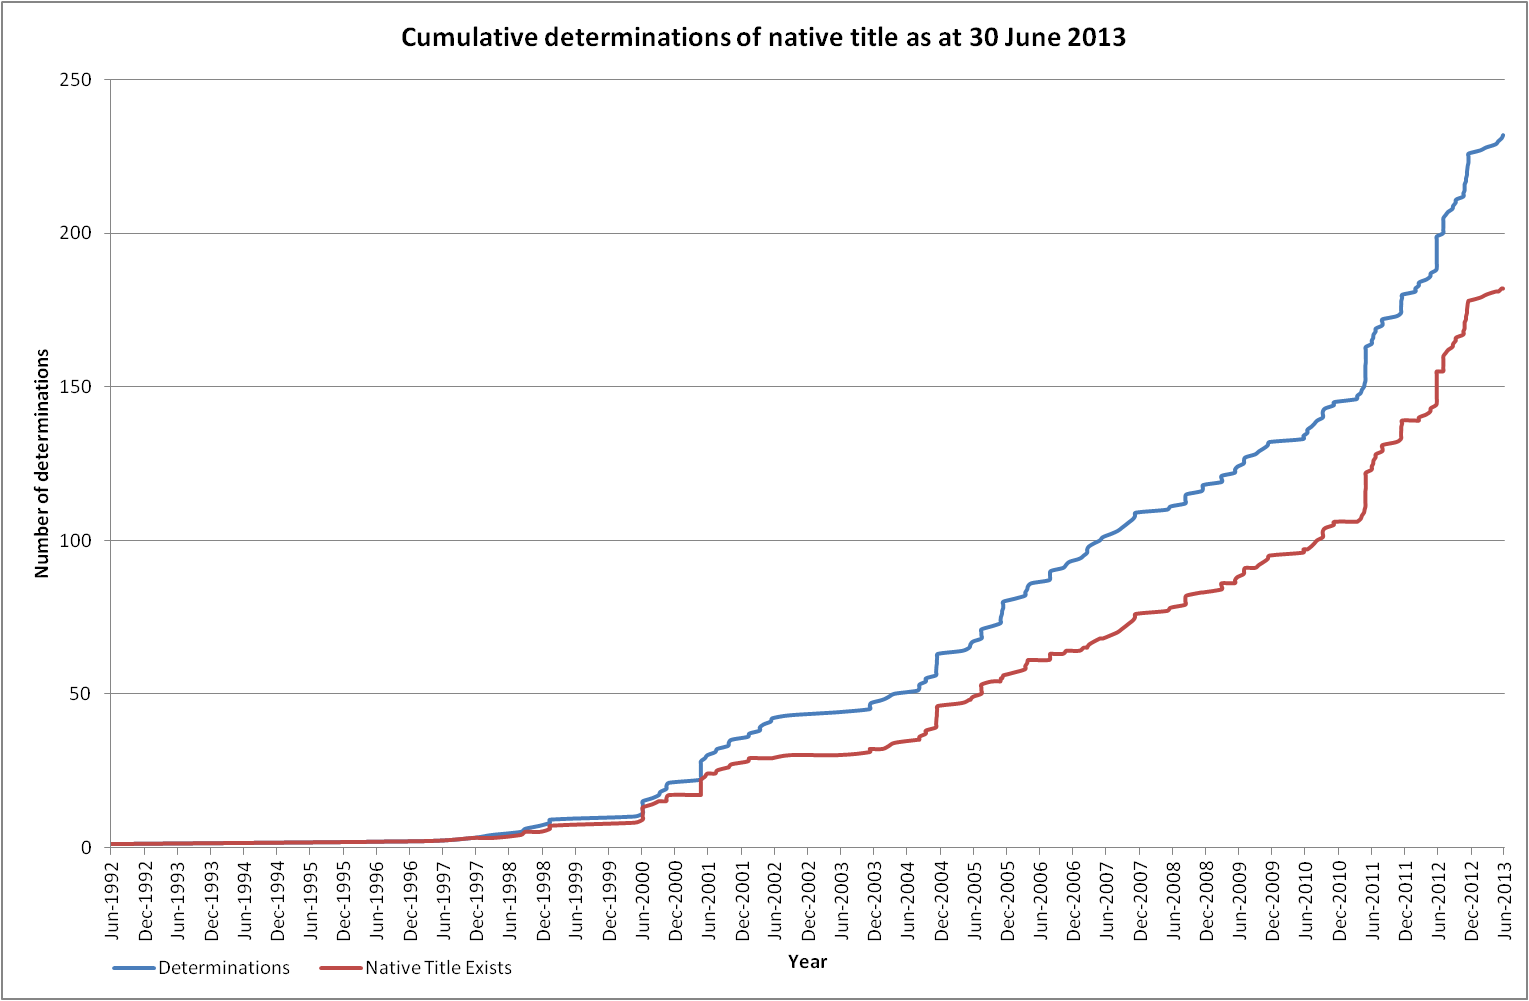 Cumulative determinations of native title as at 30 June 2013
250
200
150
100
50
0
Number of determinations
Jun-1992
Dec-1992
Jun-1993
Dec-1993
Jun-1994
Dec-1994
Jun-1995
Dec-1995
Jun-1996
Dec-1996
Jun-1997
Dec-1997
Jun-1998
Dec-1998
Jun-1999
Dec-1999
Jun-2000
Dec-2000
Jun-2001
Dec-2001
Jun-2002
Dec-2002
Jun-2003
Dec-2003
Jun-2004
Dec-2004
Jun-2005
Dec-2005
Jun-2006
Dec-2006
Jun-2007
Dec-2007
Jun-2008
Dec-2008
Jun-2009
Dec-2009
Jun-2010
Dec-2010
Jun-2011
Dec-2011
Jun-2012
Dec-2012
Jun-2013
Year
Determinations
Native Title Exists